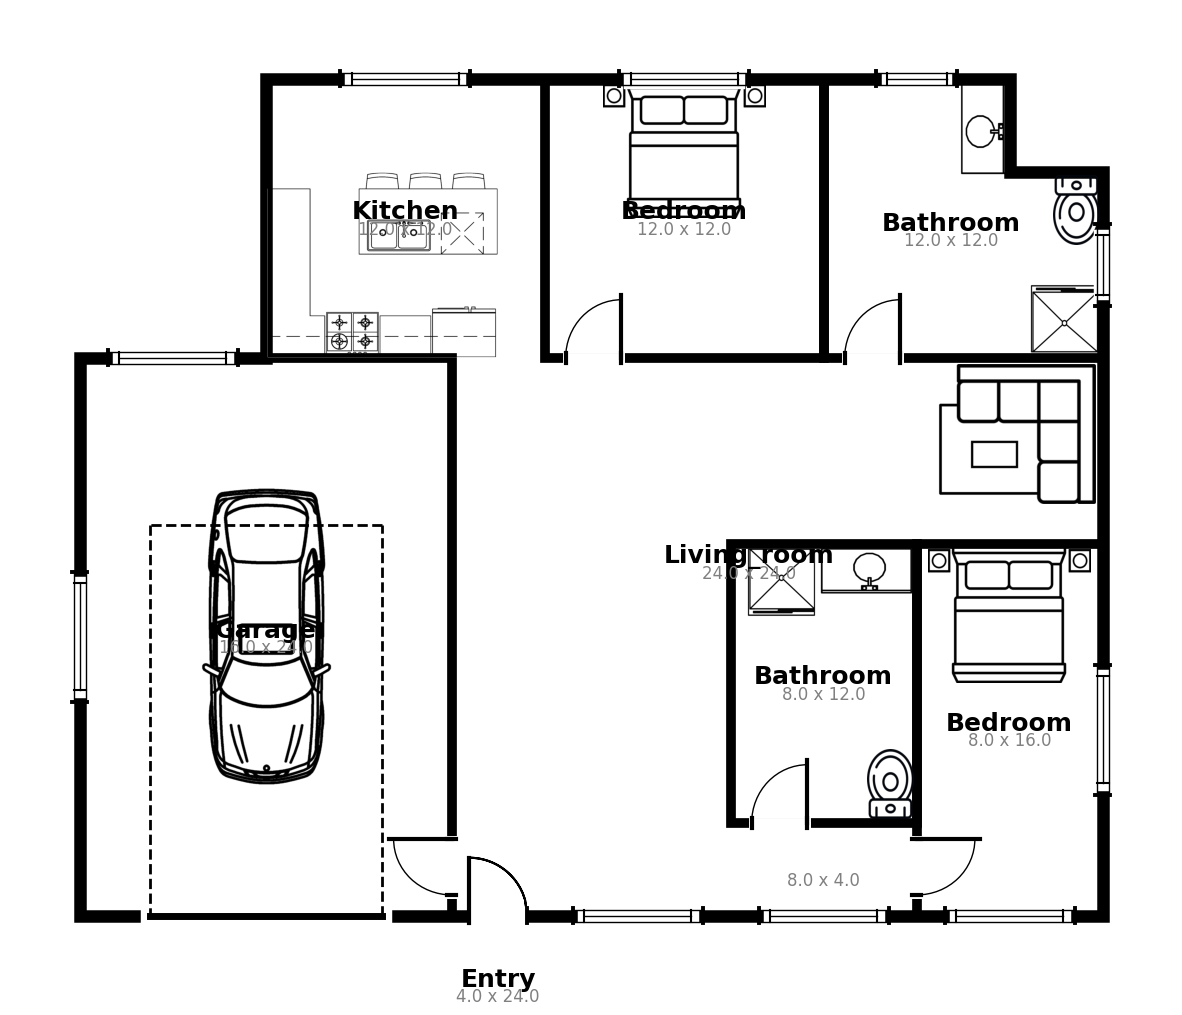 Kitchen
12.0 x 12.0
Bedroom
12.0 x 12.0
Bathroom
12.0 x 12.0
Living room
24.0 x 24.0
Garage
16.0 x 24.0
Bathroom
8.0 x 12.0
Bedroom
8.0 x 16.0
8.0 x 4.0
Entry
4.0 x 24.0